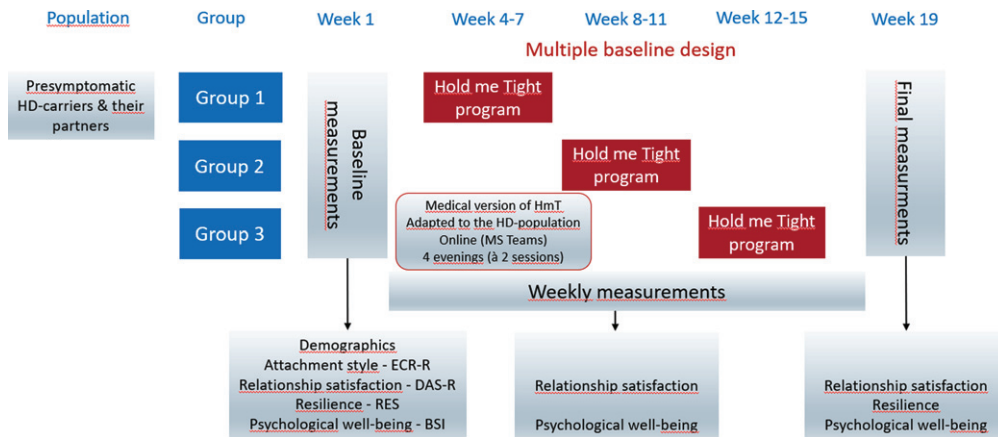 Population
Group
Week 1
Week 4-7
Week 8-11
Week 12-15
Week 19
Multiple baseline design
Presymptomatic
HD-carriers & their
partners
Group 1
Group 2
Group 3
Baseline
measurements
Hold me Tight
program
Hold me Tight
program
Hold me Tight
program
Medical version of HmT
Adapted to the HD-population
Online (MS Teams)
4 evenings (à 2 sessions)
Final measurments
Weekly measurements
Demographics
Attachment style - ECR-R
Relationship satisfaction - DAS-R
Resilience - RES
Psychological well-being - BSI
Relationship satisfaction
Psychological well-being
Relationship satisfaction
Resilience
Psychological well-being